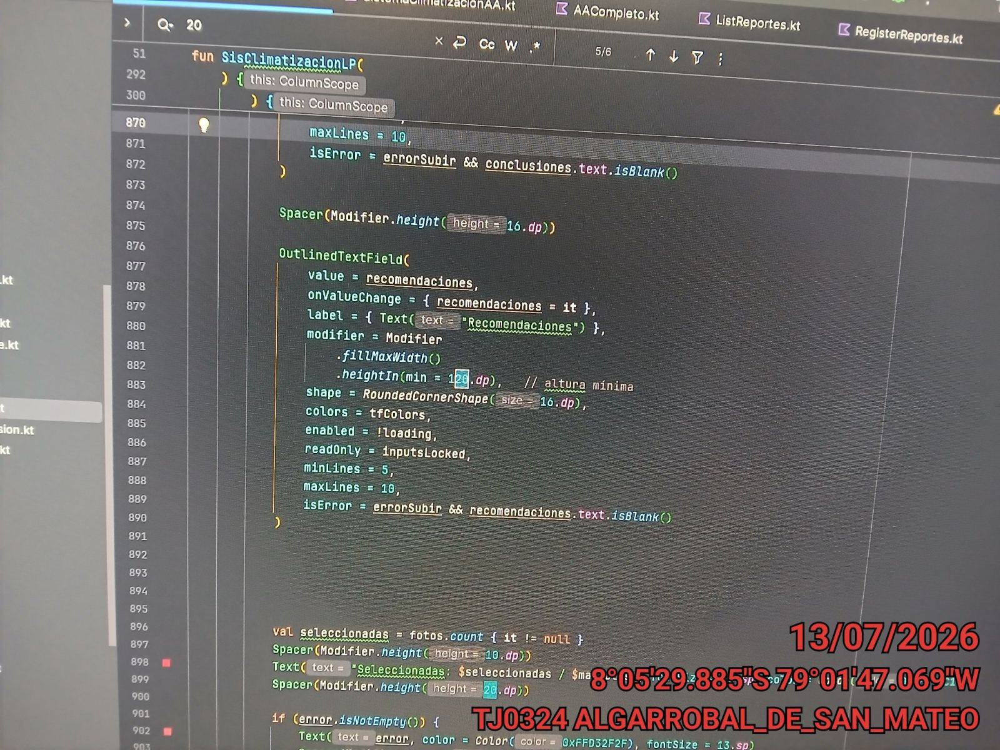 AACompleto.kt
ListReportes.kt
RegisterReportes.kt
20
Cc W .*
5/6
51 fun SisClimatizacionLP(
292 ) { this: ColumnScope
300 ) { this: ColumnScope
870 maxLines = 10,
871 isError = errorSubir && conclusiones.text.isBlank()
872 )
873
874 Spacer(Modifier.height( height = 16.dp))
875
876 OutlinedTextField(
877 value = recomendaciones,
878 onValueChange = { recomendaciones = it },
879 label = { Text( text = "Recomendaciones") },
880 modifier = Modifier
881 .fillMaxWidth()
882 .heightIn(min = 120.dp), // altura mínima
883 shape = RoundedCornerShape( size = 16.dp),
884 colors = tfColors,
885 enabled = !loading,
886 readOnly = inputsLocked,
887 minLines = 5,
888 maxLines = 10,
889 isError = errorSubir && recomendaciones.text.isBlank()
890 )
891
892
893
894
895
896 val seleccionadas = fotos.count { it != null }
897 Spacer(Modifier.height( height = 10.dp))
898 Text( text = "Seleccionadas: $seleccionadas / $ma
899 Spacer(Modifier.height( height = 20.dp))
900
901 if (error.isNotEmpty()) {
902 Text( text = error, color = Color( color = 0xFFD32F2F), fontSize = 13.sp)
903
.kt
kt
e.kt
t
sion.kt
kt
13/07/2026
8°05'29.885"S 79°01'47.069"W
TJ0324 ALGARROBAL_DE_SAN_MATEO